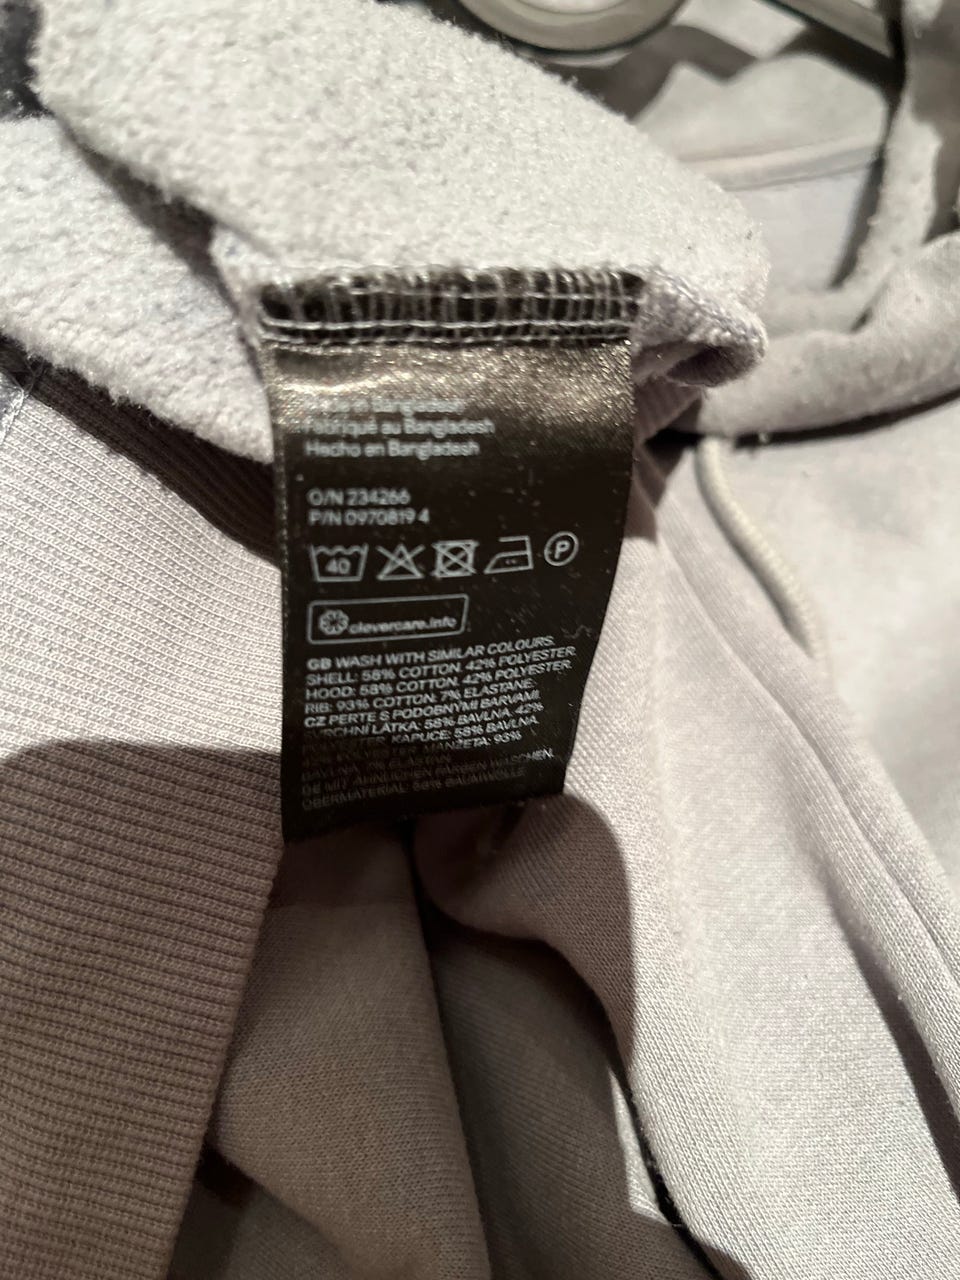 in Bangladesh
Fabriqué au Bangladesh
Hecho en Bangladesh
O/N 234266
P/N 0970819 4
40
P
clevercare.info
GB WASH WITH SIMILAR COLOURS.
SHELL: 58% COTTON. 42% POLYESTER.
HOOD: 58% COTTON. 42% POLYESTER.
RIB: 93% COTTON. 7% ELASTANE.
CZ PERTE S PODOBNÝMI BARVAMI.
SVRCHNÍ LÁTKA: 58% BAVLNA. 42%
POLYESTER. KAPUCE: 58% BAVLNA.
42% POLYESTER. MANŽETA: 93%
BAVLNA. 7% ELASTAN.
DE MIT ÄHNLICHEN FARBEN WASCHEN.
OBERMATERIAL: 58% BAUMWOLLE